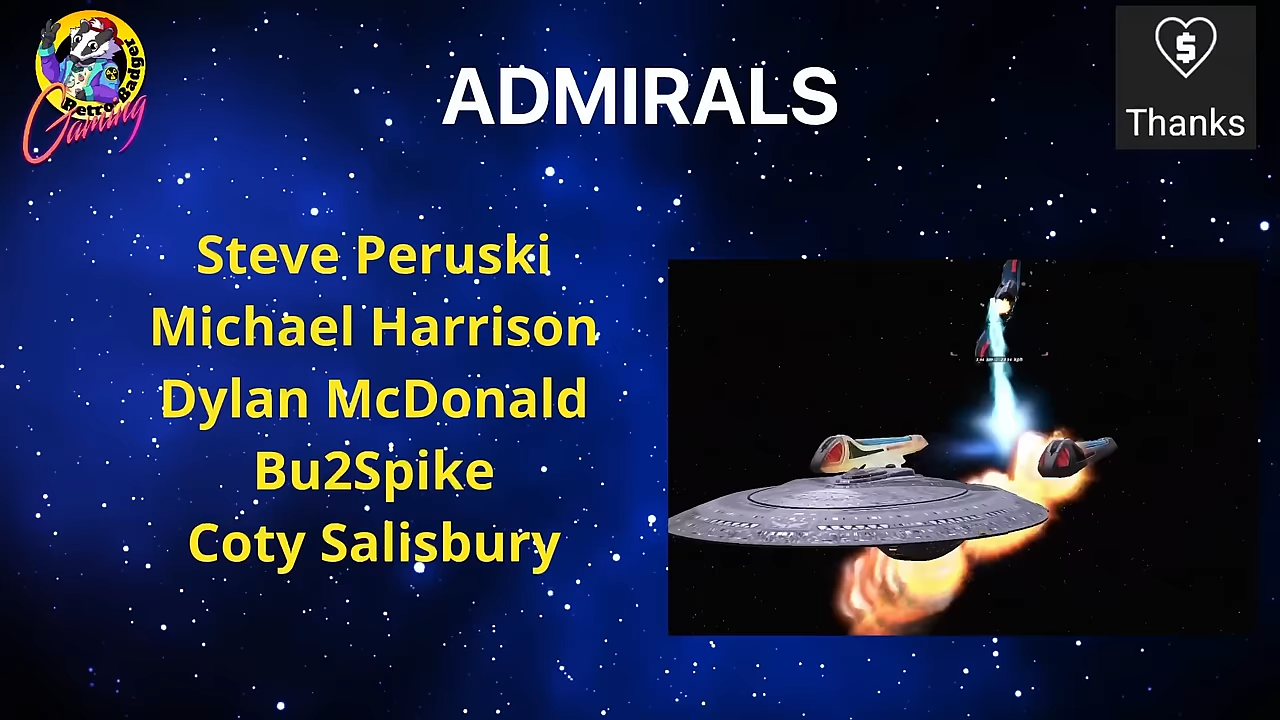 Retro Badger
Gaming
ADMIRALS
$
Thanks
Steve Peruski
Michael Harrison
Dylan McDonald
Bu2Spike
Coty Salisbury